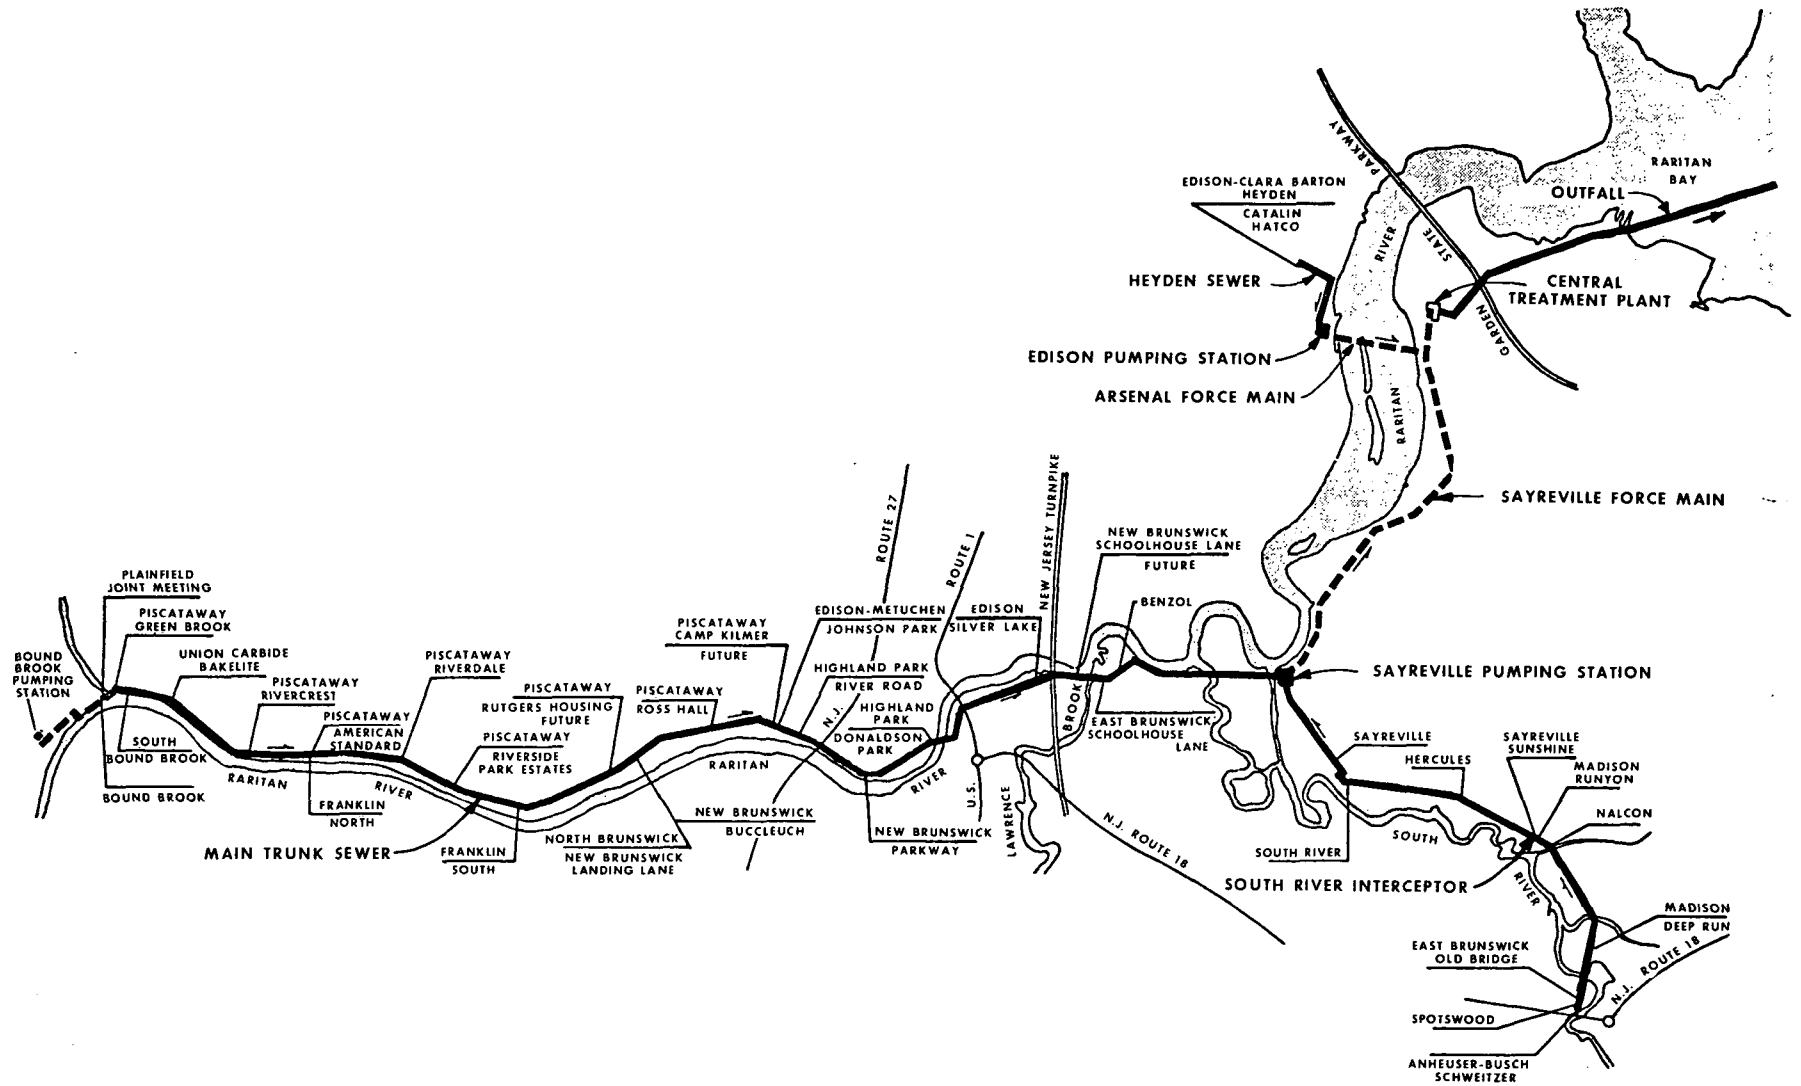 RARITAN
BAY
OUTFALL
PARKWAY
STATE
GARDEN
EDISON-CLARA BARTON
HEYDEN
CATALIN
HATCO
RIVER
HEYDEN SEWER
CENTRAL
TREATMENT PLANT
EDISON PUMPING STATION
ARSENAL FORCE MAIN
RARITAN
SAYREVILLE FORCE MAIN
ROUTE 27
ROUTE 1
NEW JERSEY TURNPIKE
NEW BRUNSWICK
SCHOOLHOUSE LANE
FUTURE
BENZOL
PLAINFIELD
JOINT MEETING
PISCATAWAY
GREEN BROOK
BOUND
BROOK
PUMPING
STATION
UNION CARBIDE
BAKELITE
PISCATAWAY
RIVERCREST
PISCATAWAY
AMERICAN
STANDARD
PISCATAWAY
RIVERDALE
PISCATAWAY
RUTGERS HOUSING
FUTURE
PISCATAWAY
RIVERSIDE
PARK ESTATES
PISCATAWAY
ROSS HALL
PISCATAWAY
CAMP KILMER
FUTURE
EDISON-METUCHEN
JOHNSON PARK
HIGHLAND PARK
RIVER ROAD
N.J.
HIGHLAND
PARK
DONALDSON
PARK
EDISON
SILVER LAKE
SOUTH
BOUND BROOK
BOUND BROOK
RARITAN
RIVER
FRANKLIN
NORTH
MAIN TRUNK SEWER
FRANKLIN
SOUTH
NORTH BRUNSWICK
NEW BRUNSWICK
LANDING LANE
RARITAN
RIVER
NEW BRUNSWICK
BUCCLEUCH
NEW BRUNSWICK
PARKWAY
U.S.
LAWRENCE
BROOK
N.J. ROUTE 18
EAST BRUNSWICK
SCHOOLHOUSE
LANE
SAYREVILLE PUMPING STATION
SAYREVILLE
HERCULES
SAYREVILLE
SUNSHINE
MADISON
RUNYON
NALCON
SOUTH
RIVER
SOUTH RIVER
SOUTH RIVER INTERCEPTOR
MADISON
DEEP RUN
EAST BRUNSWICK
OLD BRIDGE
N.J. ROUTE 18
SPOTSWOOD
ANHEUSER-BUSCH
SCHWEITZER